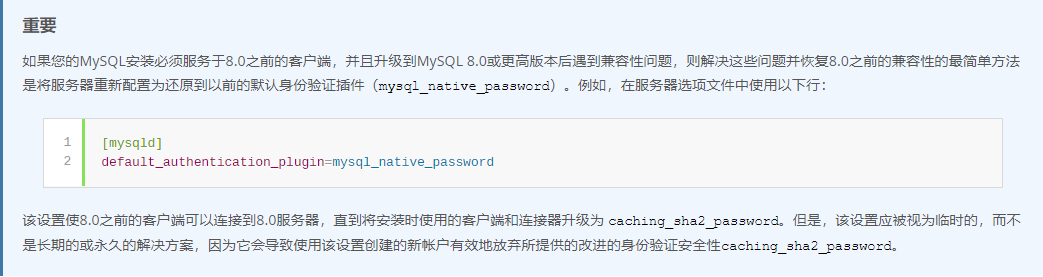 重要
如果您的MySQL安装必须服务于8.0之前的客户端，并且升级到MySQL 8.0或更高版本后遇到兼容性问题，则解决这些问题并恢复8.0之前的兼容性的最简单方法
是将服务器重新配置为还原到以前的默认身份验证插件（mysql_native_password）。例如，在服务器选项文件中使用以下行：
1 [mysqld]
2 default_authentication_plugin=mysql_native_password
该设置使8.0之前的客户端可以连接到8.0服务器，直到将安装时使用的客户端和连接器升级为 caching_sha2_password。但是，该设置应被视为临时的，而不
是长期的或永久的解决方案，因为它会导致使用该设置创建的新帐户有效地放弃所提供的改进的身份验证安全性caching_sha2_password。